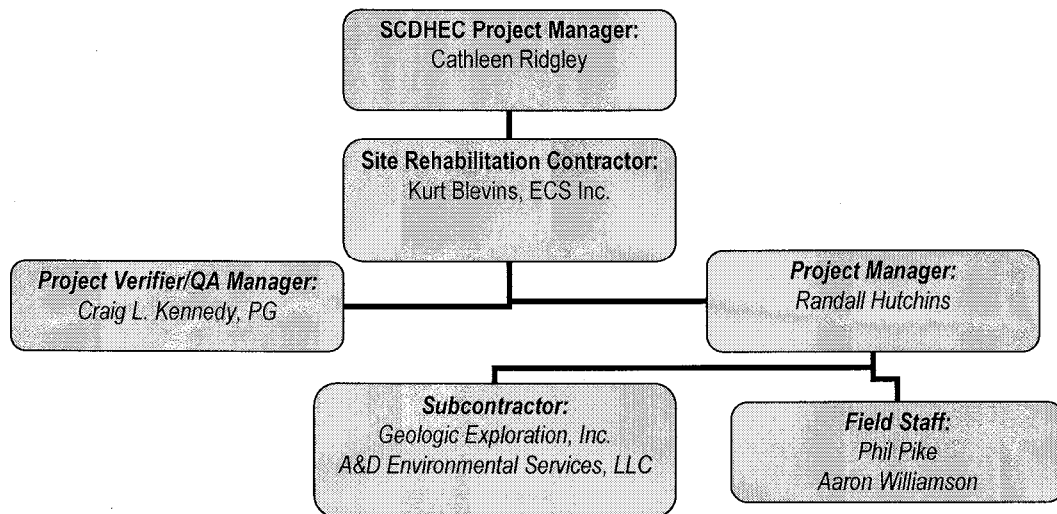 SCDHEC Project Manager:
Cathleen Ridgley
Site Rehabilitation Contractor:
Kurt Blevins, ECS Inc.
Project Verifier/QA Manager:
Craig L. Kennedy, PG
Project Manager:
Randall Hutchins
Subcontractor:
Geologic Exploration, Inc.
A&D Environmental Services, LLC
Field Staff:
Phil Pike
Aaron Williamson